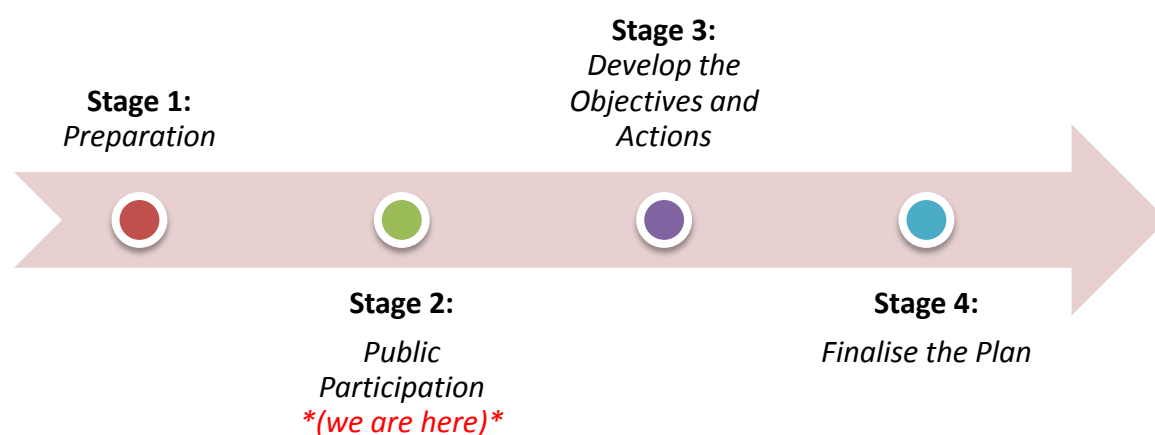 Stage 1:
Preparation
Stage 2:
Public
Participation
*(we are here)*
Stage 3:
Develop the
Objectives and
Actions
Stage 4:
Finalise the Plan